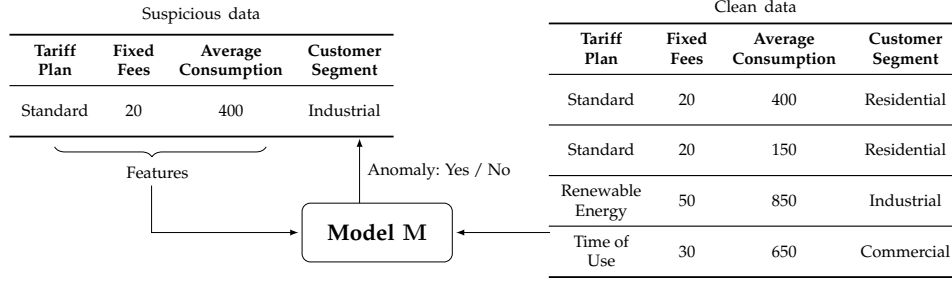 Suspicious data
Tariff Plan Fixed Fees Average Consumption Customer Segment
Standard 20 400 Industrial
Features
Anomaly: Yes / No
Model M
Clean data
Tariff Plan Fixed Fees Average Consumption Customer Segment
Standard 20 400 Residential
Standard 20 150 Residential
Renewable Energy 50 850 Industrial
Time of Use 30 650 Commercial